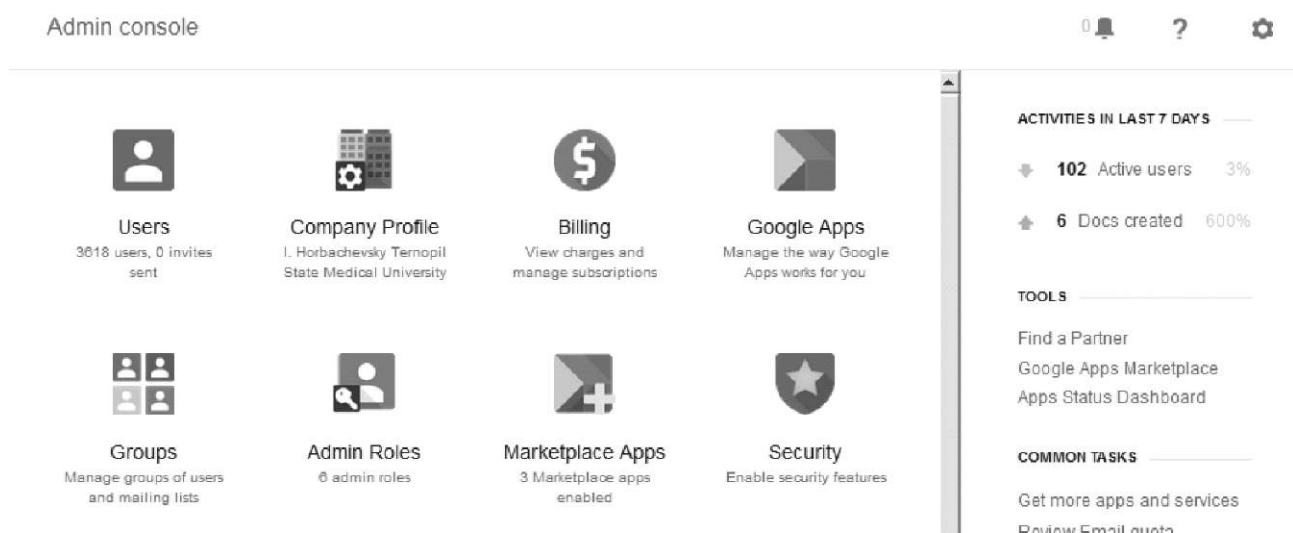 Admin console
0
?
Users
3618 users, 0 invites
sent
Company Profile
I. Horbachevsky Ternopil
State Medical University
Billing
View charges and
manage subscriptions
Google Apps
Manage the way Google
Apps works for you
Groups
Manage groups of users
and mailing lists
Admin Roles
6 admin roles
Marketplace Apps
3 Marketplace apps
enabled
Security
Enable security features
ACTIVITIES IN LAST 7 DAYS
102 Active users 3%
6 Docs created 600%
TOOLS
Find a Partner
Google Apps Marketplace
Apps Status Dashboard
COMMON TASKS
Get more apps and services
Review Email quota